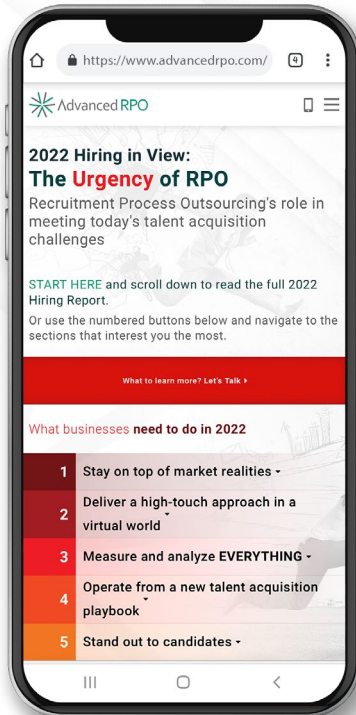 https://www.advancedrpo.com/
4
Advanced RPO
2022 Hiring in View:
The Urgency of RPO
Recruitment Process Outsourcing's role in
meeting today's talent acquisition
challenges
START HERE and scroll down to read the full 2022
Hiring Report.
Or use the numbered buttons below and navigate to the
sections that interest you the most.
What to learn more? Let's Talk
What businesses need to do in 2022
1 Stay on top of market realities
2 Deliver a high-touch approach in a
virtual world
3 Measure and analyze EVERYTHING
4 Operate from a new talent acquisition
playbook
5 Stand out to candidates